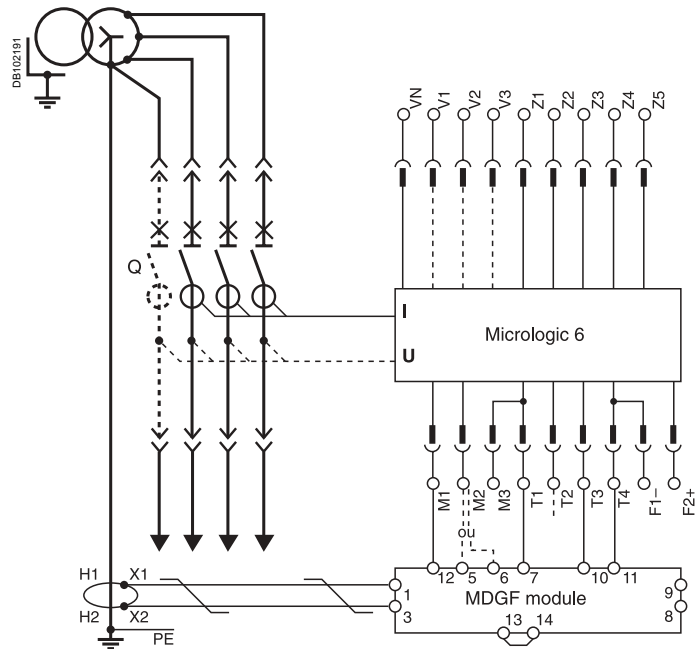 DB102191
VN V1 V2 V3 Z1 Z2 Z3 Z4 Z5
Q
I
Micrologic 6
U
M1 M2 M3 T1 T2 T3 T4 F1– F2+
ou
H1 X1
12 5 6 7 10 11
1 MDGF module 9
H2 X2
3 8
13 14
PE